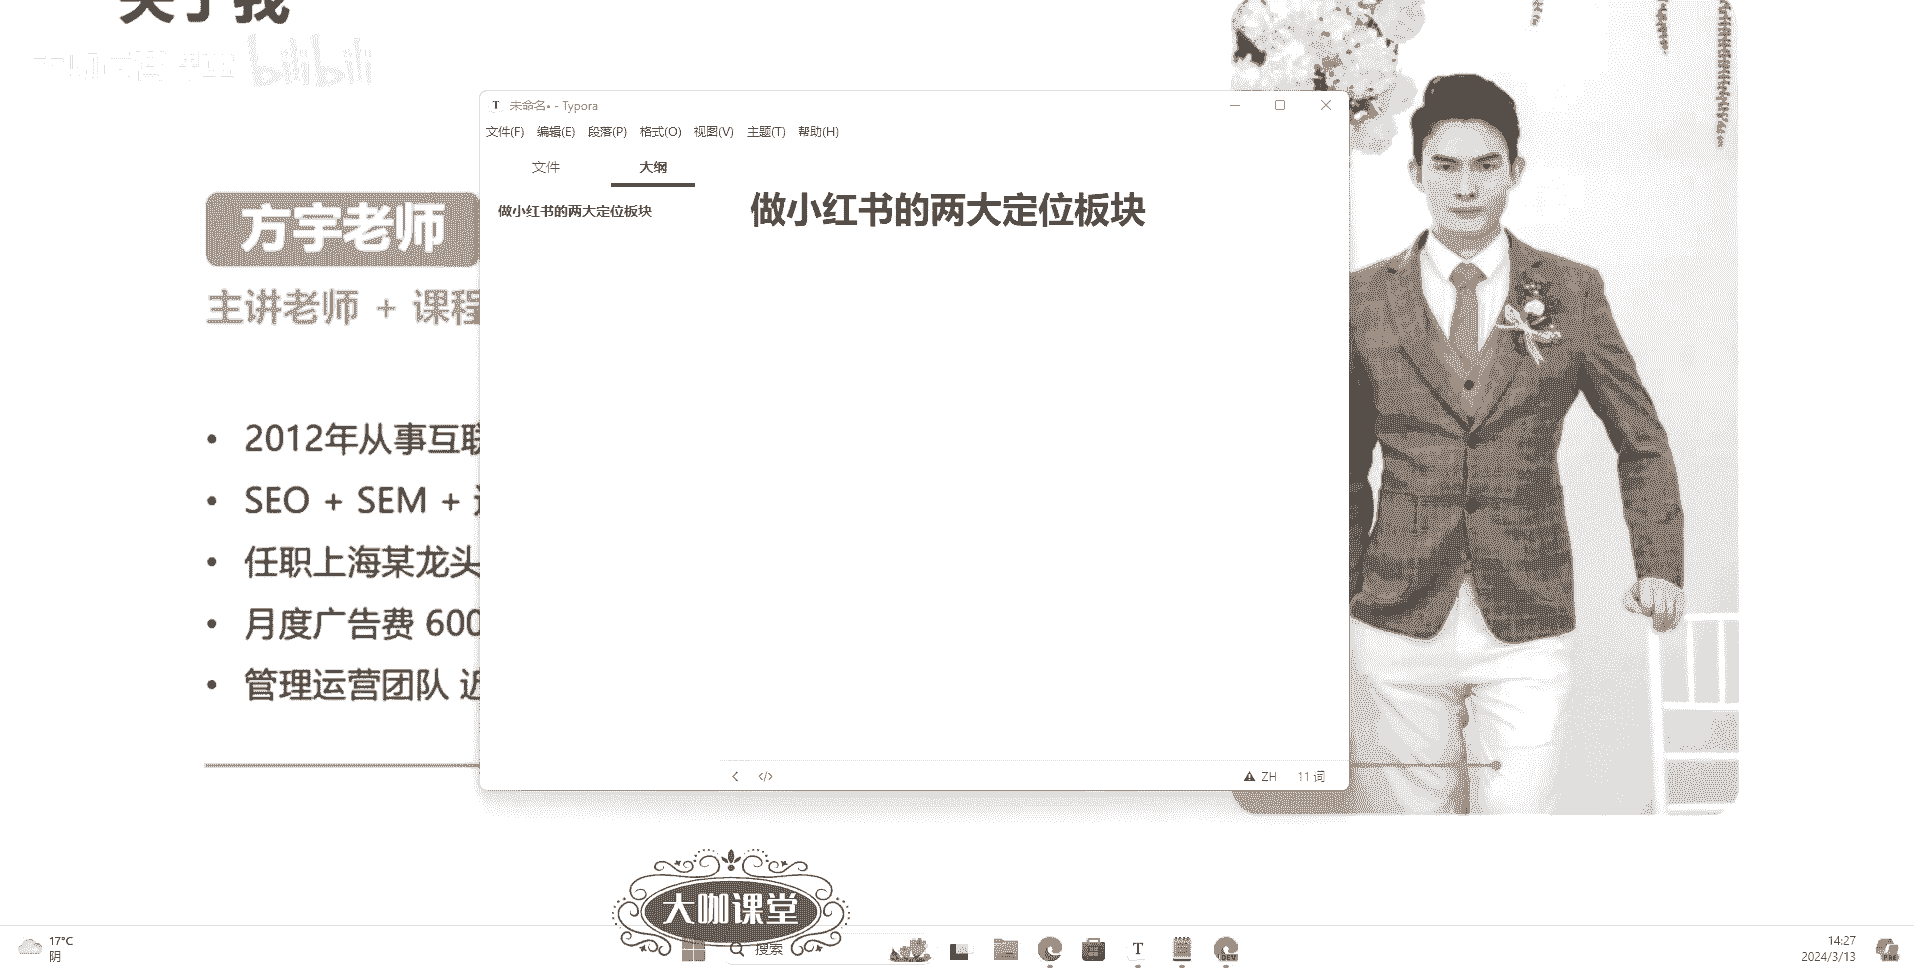 关于我
bilibili
未命名• - Typora
文件(F) 编辑(E) 段落(P) 格式(O) 视图(V) 主题(T) 帮助(H)
文件 大纲
做小红书的两大定位板块
做小红书的两大定位板块
方宇老师
主讲老师 + 课程
2012年从事互联
SEO + SEM +
任职上海某龙头
月度广告费 600
管理运营团队 近
</> ZH 11 词
大咖课堂
17°C
阴
搜索
T
DEV
14:27
2024/3/13
PRE